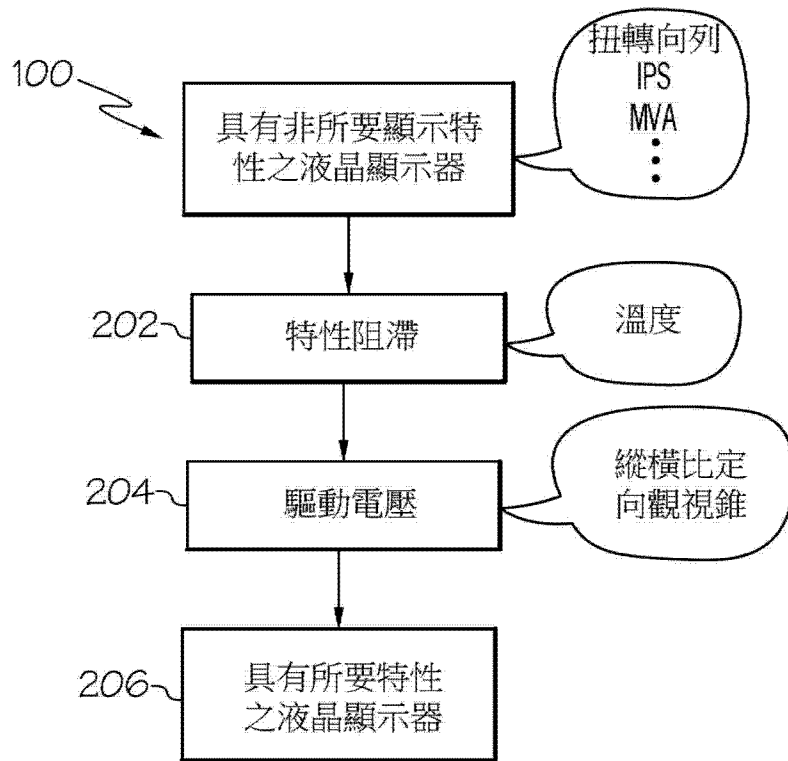 100
具有非所要顯示特
性之液晶顯示器
扭轉向列
IPS
MVA
202
特性阻滯
溫度
204
驅動電壓
縱橫比定
向觀視錐
206
具有所要特性
之液晶顯示器